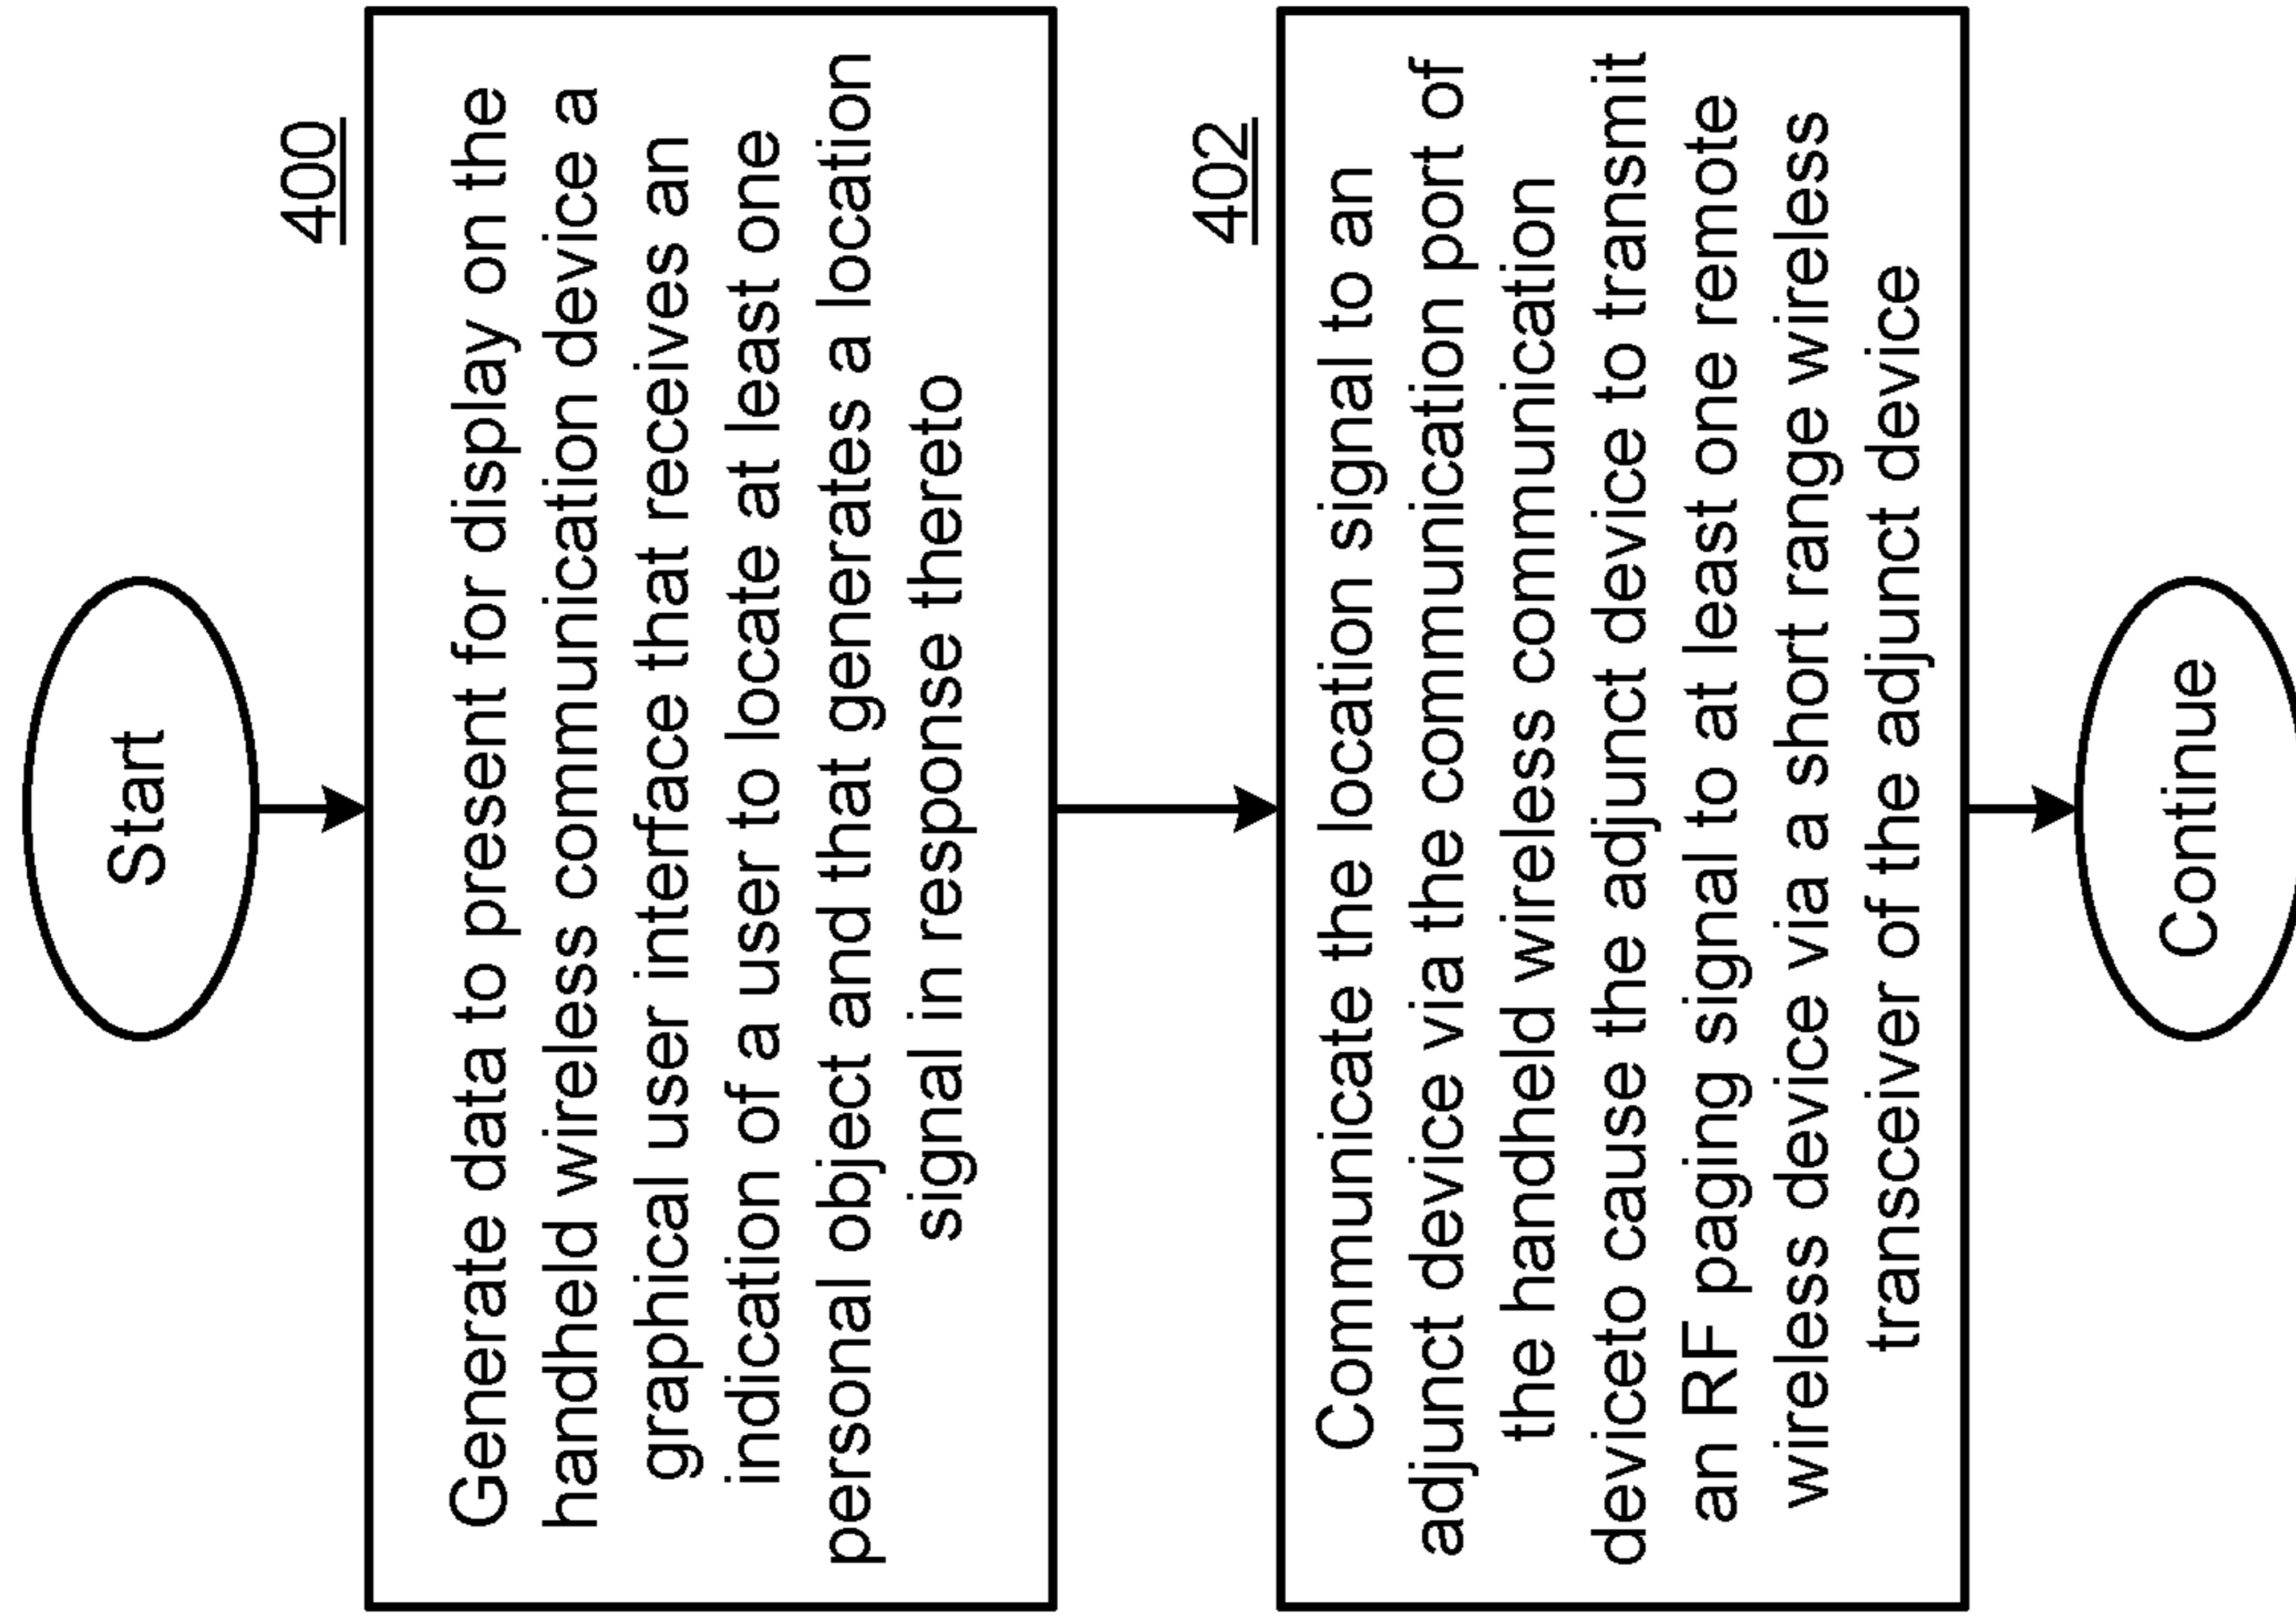 Start
400
Generate data to present for display on the
handheld wireless communication device a
graphical user interface that receives an
indication of a user to locate at least one
personal object and that generates a location
signal in response thereto
402
Communicate the location signal to an
adjunct device via the communication port of
the handheld wireless communication
deviceto cause the adjunct device to transmit
an RF paging signal to at least one remote
wireless device via a short range wireless
transceiver of the adjunct device
Continue